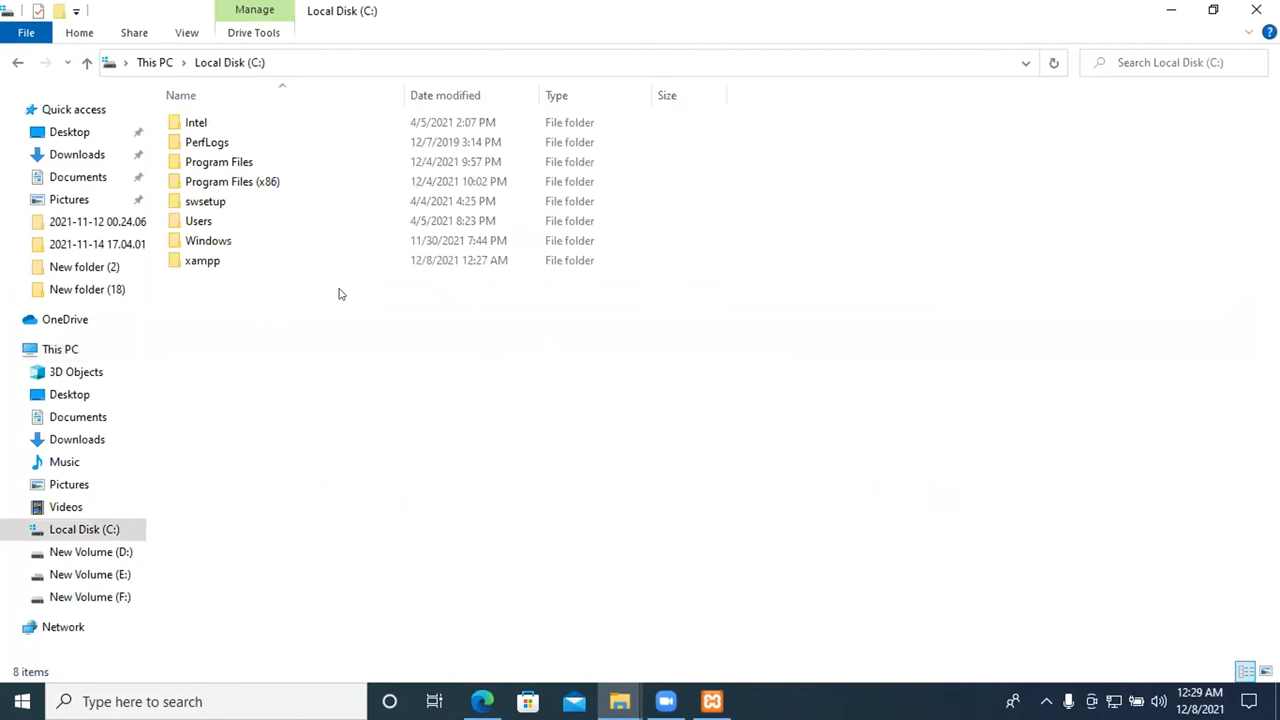 Manage
Local Disk (C:)
File
Home
Share
View
Drive Tools
This PC
Local Disk (C:)
Search Local Disk (C:)
Name
Date modified
Type
Size
Intel 4/5/2021 2:07 PM File folder
PerfLogs 12/7/2019 3:14 PM File folder
Program Files 12/4/2021 9:57 PM File folder
Program Files (x86) 12/4/2021 10:02 PM File folder
swsetup 4/4/2021 4:25 PM File folder
Users 4/5/2021 8:23 PM File folder
Windows 11/30/2021 7:44 PM File folder
xampp 12/8/2021 12:27 AM File folder
Quick access
Desktop
Downloads
Documents
Pictures
2021-11-12 00.24.06
2021-11-14 17.04.01
New folder (2)
New folder (18)
OneDrive
This PC
3D Objects
Desktop
Documents
Downloads
Music
Pictures
Videos
Local Disk (C:)
New Volume (D:)
New Volume (E:)
New Volume (F:)
Network
8 items
Type here to search
12:29 AM
12/8/2021